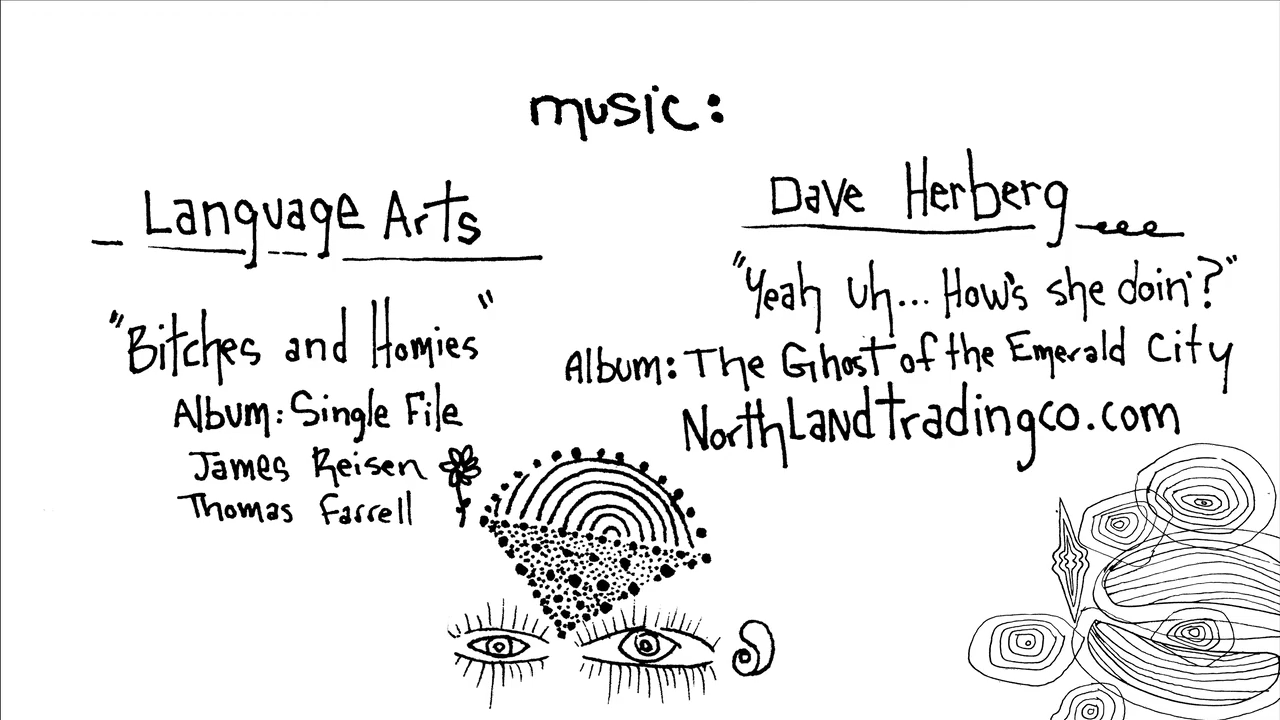 music:
Language Arts
"Bitches and Homies"
Album: Single File
James Reisen
Thomas Farrell
Dave Herberg
"Yeah uh... How's she doin'?"
Album: The Ghost of the Emerald City
NorthLandtradingco.com